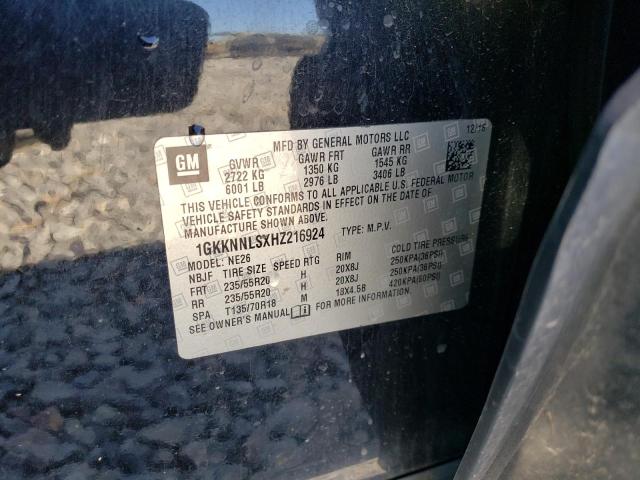 MFD BY GENERAL MOTORS LLC 12/16
GM
GVWR GAWR FRT GAWR RR
2722 KG 1350 KG 1545 KG
6001 LB 2976 LB 3406 LB
THIS VEHICLE CONFORMS TO ALL APPLICABLE U.S. FEDERAL MOTOR
VEHICLE SAFETY STANDARDS IN EFFECT ON THE DATE OF
MANUFACTURE SHOWN ABOVE.
1GKKNNLSXHZ216924 TYPE: M.P.V.
MODEL: NE26
NBJF TIRE SIZE SPEED RTG RIM COLD TIRE PRESSURE
FRT 235/55R20 H 20X8J 250KPA(36PSI)
RR 235/55R20 H 20X8J 250KPA(36PSI)
SPA T135/70R18 M 18X4.5B 420KPA(60PSI)
SEE OWNER'S MANUAL FOR MORE INFORMATION.